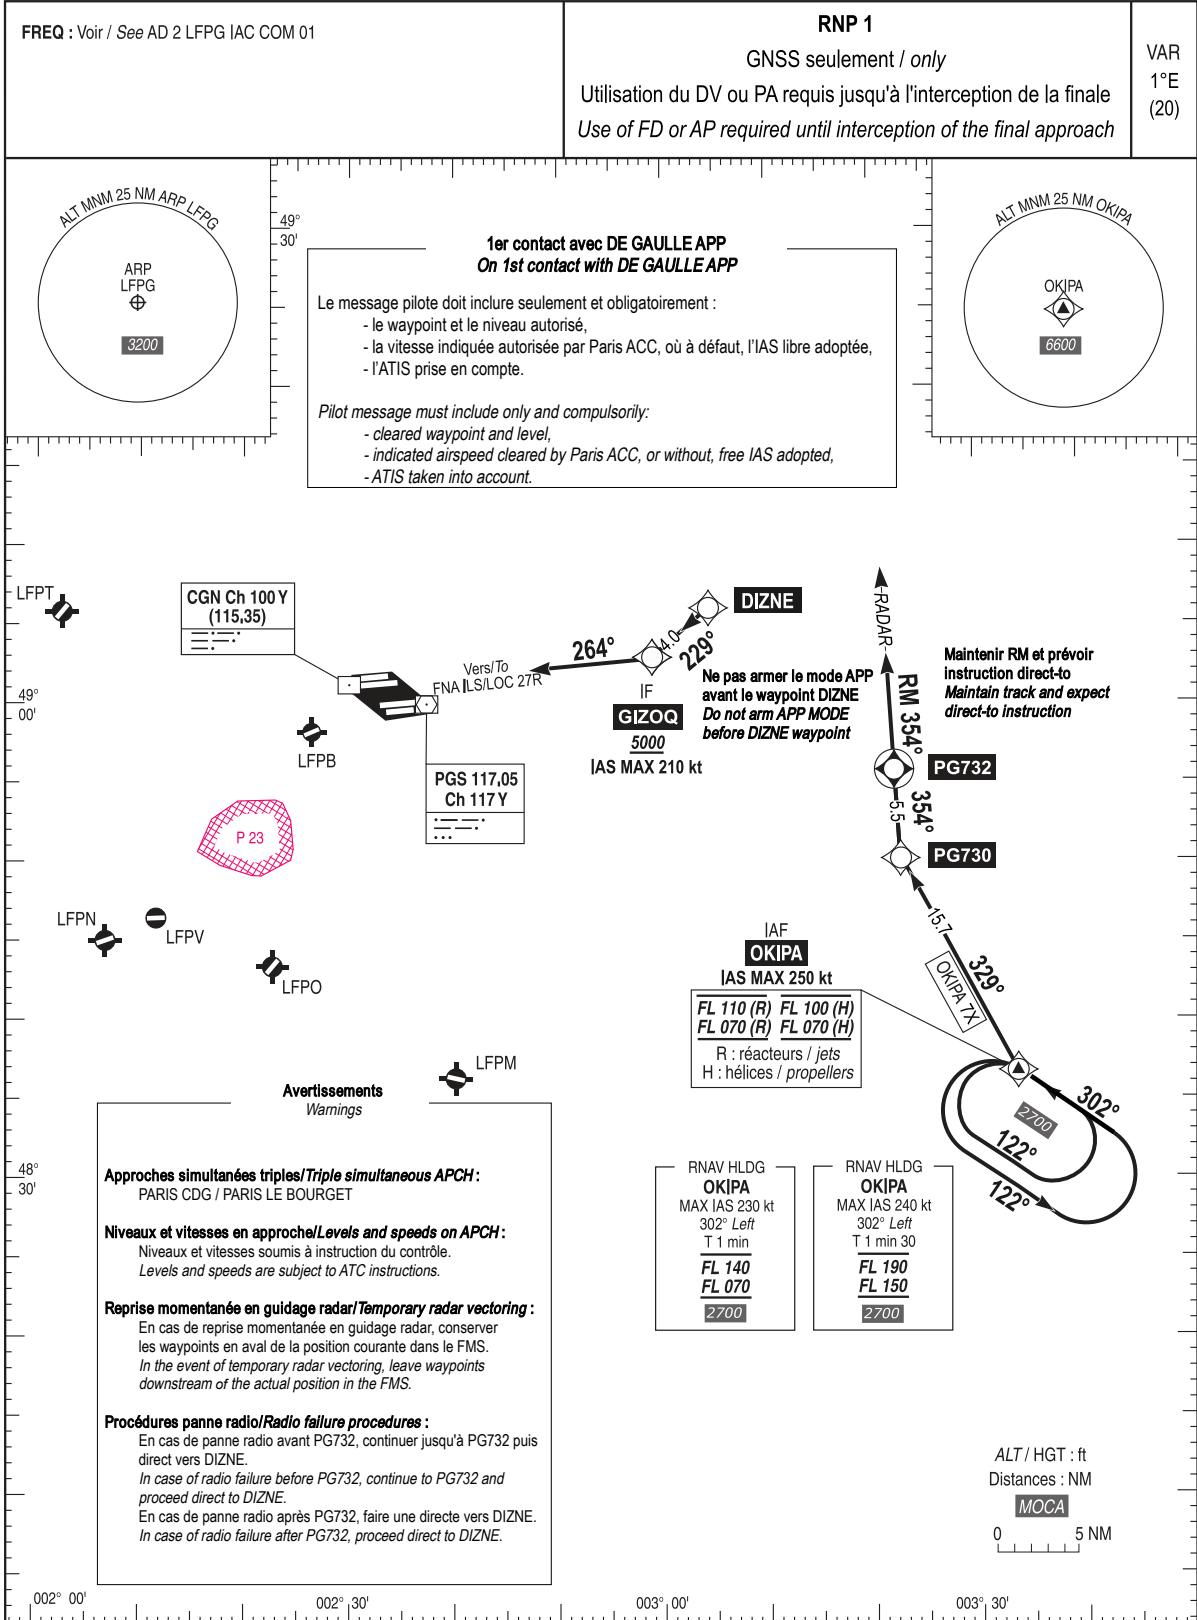 FREQ : Voir / See AD 2 LFPG IAC COM 01
RNP 1
GNSS seulement / only
Utilisation du DV ou PA requis jusqu'à l'interception de la finale
Use of FD or AP required until interception of the final approach
VAR
1°E
(20)
ALT MNM 25 NM ARP LFPG
ARP
LFPG
3200
49°
30'
1er contact avec DE GAULLE APP
On 1st contact with DE GAULLE APP
Le message pilote doit inclure seulement et obligatoirement :
- le waypoint et le niveau autorisé,
- la vitesse indiquée autorisée par Paris ACC, où à défaut, l'IAS libre adoptée,
- l'ATIS prise en compte.
Pilot message must include only and compulsorily:
- cleared waypoint and level,
- indicated airspeed cleared by Paris ACC, or without, free IAS adopted,
- ATIS taken into account.
ALT MNM 25 NM OKIPA
OKIPA
6600
LFPT
CGN Ch 100 Y
(115,35)
DIZNE
4.0
229°
264°
Vers/To
FNA ILS/LOC 27R
IF
GIZOQ
5000
IAS MAX 210 kt
Ne pas armer le mode APP
avant le waypoint DIZNE
Do not arm APP MODE
before DIZNE waypoint
RADAR
RM 354°
Maintenir RM et prévoir
instruction direct-to
Maintain track and expect
direct-to instruction
49°
00'
LFPB
PGS 117,05
Ch 117 Y
PG732
354°
5.5
PG730
P 23
LFPN
LFPV
LFPO
15.7
329°
OKIPA 7X
IAF
OKIPA
IAS MAX 250 kt
FL 110 (R) FL 100 (H)
FL 070 (R) FL 070 (H)
R : réacteurs / jets
H : hélices / propellers
LFPM
302°
2700
122°
122°
48°
30'
RNAV HLDG
OKIPA
MAX IAS 230 kt
302° Left
T 1 min
FL 140
FL 070
2700
RNAV HLDG
OKIPA
MAX IAS 240 kt
302° Left
T 1 min 30
FL 190
FL 150
2700
Avertissements
Warnings
Approches simultanées triples/Triple simultaneous APCH :
PARIS CDG / PARIS LE BOURGET
Niveaux et vitesses en approche/Levels and speeds on APCH :
Niveaux et vitesses soumis à instruction du contrôle.
Levels and speeds are subject to ATC instructions.
Reprise momentanée en guidage radar/Temporary radar vectoring :
En cas de reprise momentanée en guidage radar, conserver
les waypoints en aval de la position courante dans le FMS.
In the event of temporary radar vectoring, leave waypoints
downstream of the actual position in the FMS.
Procédures panne radio/Radio failure procedures :
En cas de panne radio avant PG732, continuer jusqu'à PG732 puis
direct vers DIZNE.
In case of radio failure before PG732, continue to PG732 and
proceed direct to DIZNE.
En cas de panne radio après PG732, faire une directe vers DIZNE.
In case of radio failure after PG732, proceed direct to DIZNE.
ALT / HGT : ft
Distances : NM
MOCA
0 5 NM
002° 00'
002° 30'
003° 00'
003° 30'